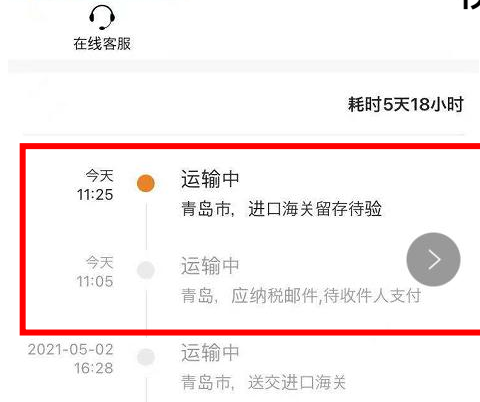 在线客服
耗时5天18小时
今天
11:25
运输中
青岛市，进口海关留存待验
今天
11:05
运输中
青岛，应纳税邮件,待收件人支付
2021-05-02
16:28
运输中
青岛市，送交进口海关